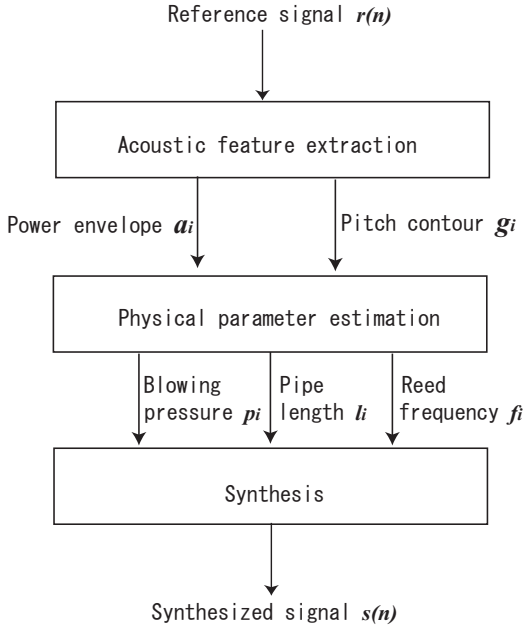 Reference signal r(n)
Acoustic feature extraction
Power envelope ai
Pitch contour gi
Physical parameter estimation
Blowing
pressure pi
Pipe
length li
Reed
frequency fi
Synthesis
Synthesized signal s(n)